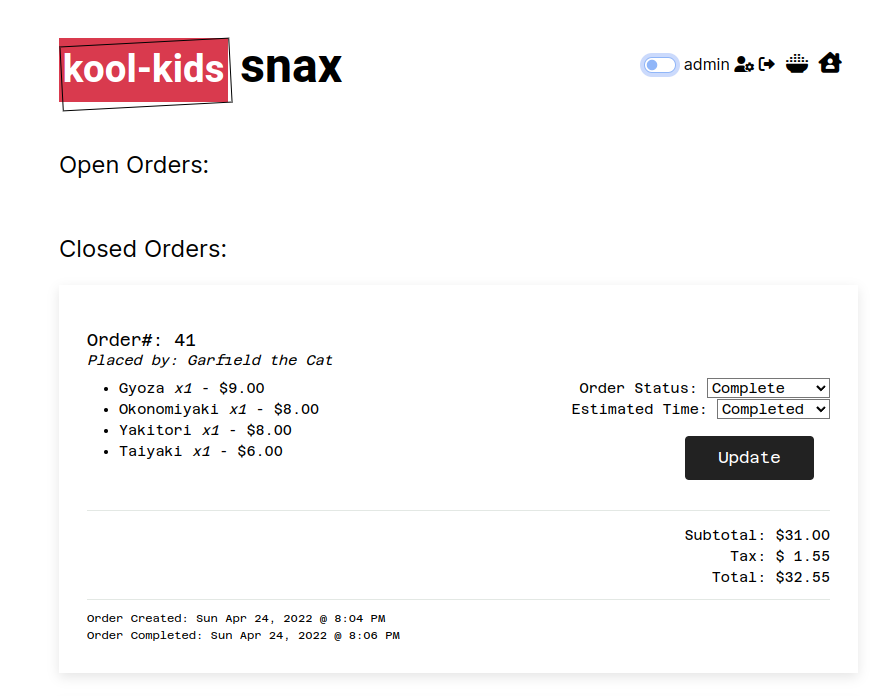 kool-kids snax
admin
Open Orders:
Closed Orders:
Order#: 41
Placed by: Garfield the Cat
Gyoza x1 - $9.00
Okonomiyaki x1 - $8.00
Yakitori x1 - $8.00
Taiyaki x1 - $6.00
Order Status: Complete
Estimated Time: Completed
Update
Subtotal: $31.00
Tax: $ 1.55
Total: $32.55
Order Created: Sun Apr 24, 2022 @ 8:04 PM
Order Completed: Sun Apr 24, 2022 @ 8:06 PM